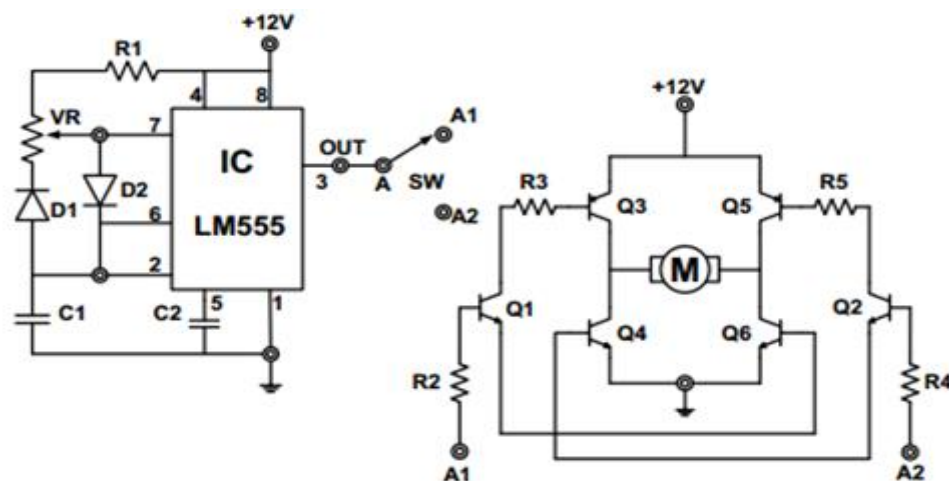 +12V
R1
4
8
VR
7
A1
+12V
IC
OUT
3
A
SW
D2
D1
6
LM555
A2
R3
R5
Q3
Q5
2
M
C1
C2
5
1
Q1
Q4
Q6
Q2
R2
R4
A1
A2